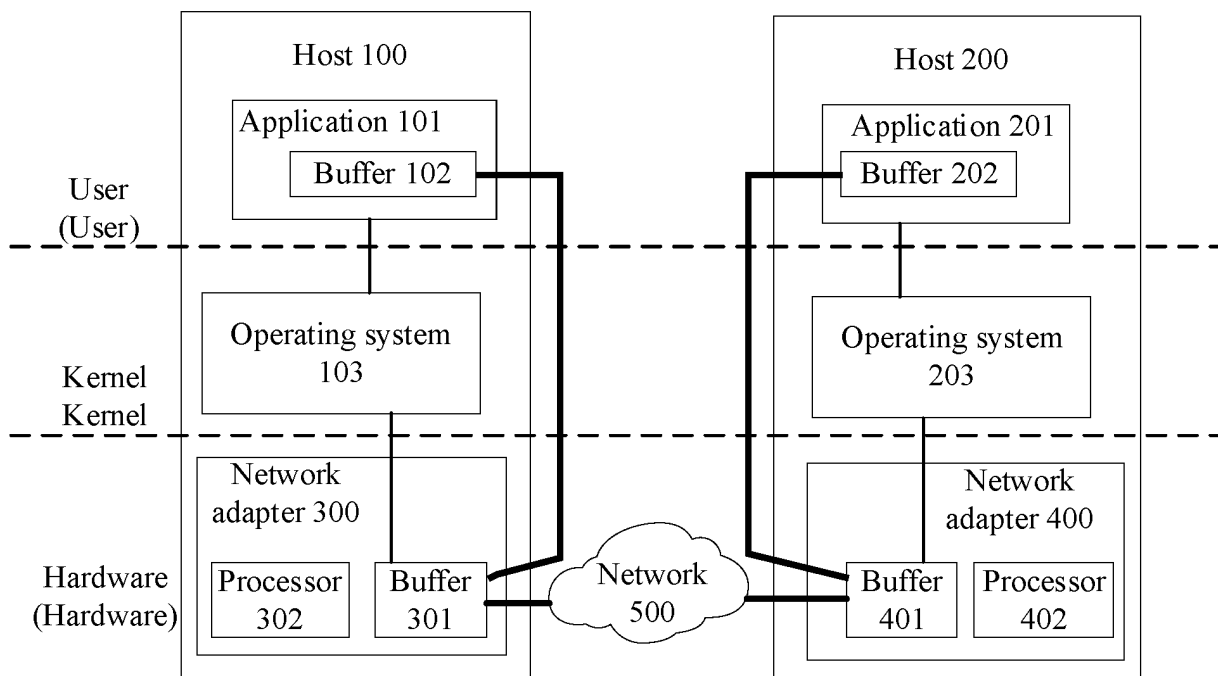 Host 100
Host 200
Application 101
Application 201
Buffer 102
Buffer 202
User
(User)
Operating system
103
Operating system
203
Kernel
Kernel
Network
adapter 300
Network
adapter 400
Hardware
(Hardware)
Processor
302
Buffer
301
Network
500
Buffer
401
Processor
402